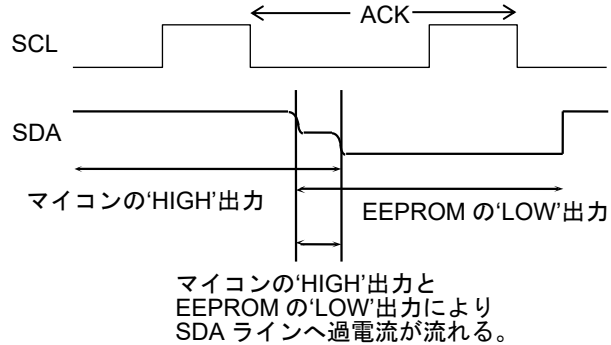 ACK
SCL
SDA
マイコンの‘HIGH’出力
EEPROM の‘LOW’出力
マイコンの‘HIGH’出力と
EEPROM の‘LOW’出力により
SDA ラインへ過電流が流れる。